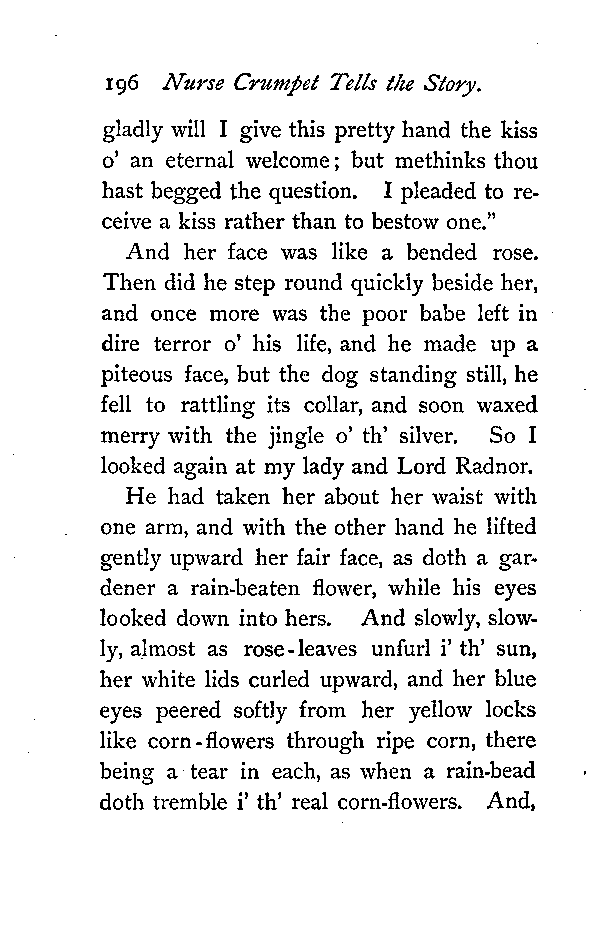 196 Nurse Crumpet Tells the Story.
gladly will I give this pretty hand the kiss
o' an eternal welcome; but methinks thou
hast begged the question. I pleaded to re-
ceive a kiss rather than to bestow one."
And her face was like a bended rose.
Then did he step round quickly beside her,
and once more was the poor babe left in
dire terror o' his life, and he made up a
piteous face, but the dog standing still, he
fell to rattling its collar, and soon waxed
merry with the jingle o' th' silver. So I
looked again at my lady and Lord Radnor.
He had taken her about her waist with
one arm, and with the other hand he lifted
gently upward her fair face, as doth a gar-
dener a rain-beaten flower, while his eyes
looked down into hers. And slowly, slow-
ly, almost as rose-leaves unfurl i' th' sun,
her white lids curled upward, and her blue
eyes peered softly from her yellow locks
like corn-flowers through ripe corn, there
being a tear in each, as when a rain-bead
doth tremble i' th' real corn-flowers. And,